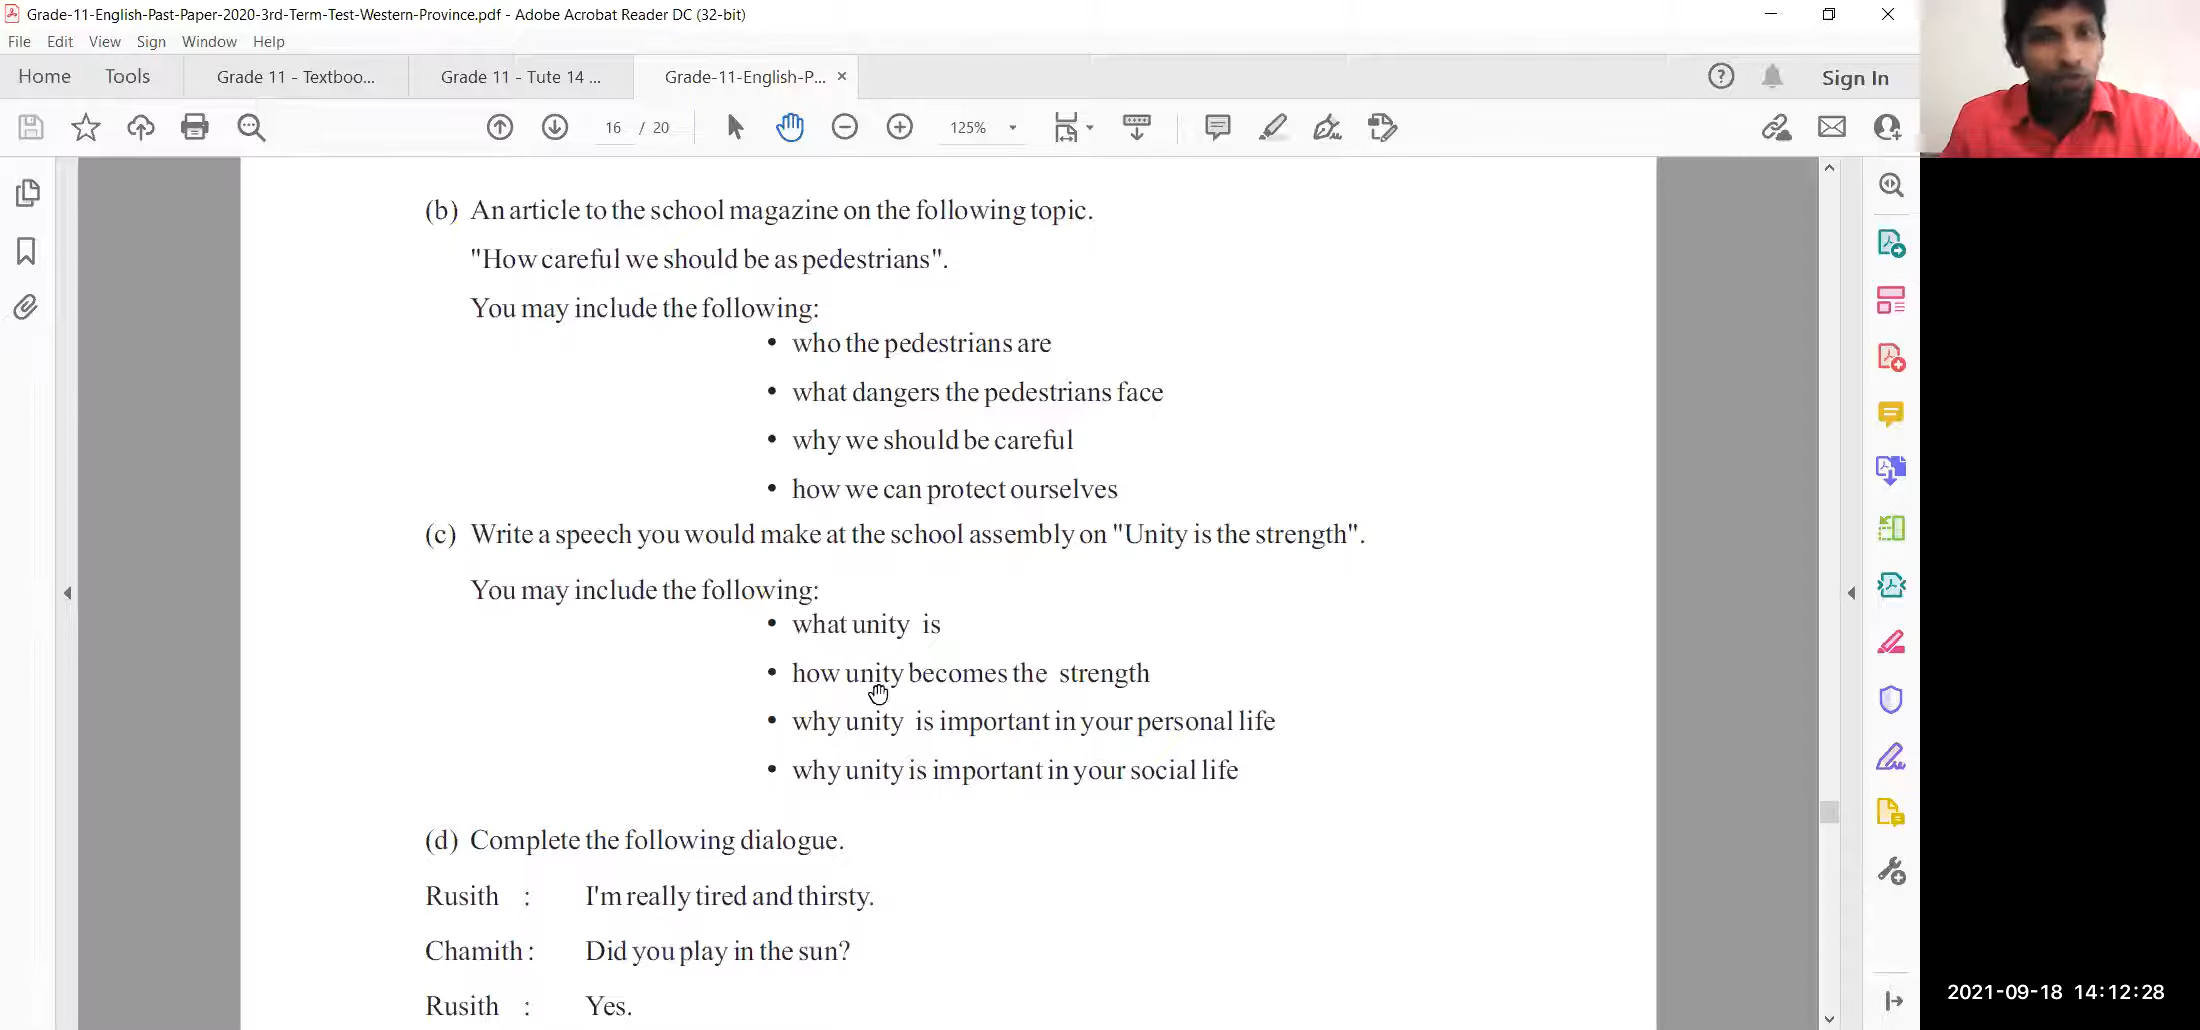 Grade-11-English-Past-Paper-2020-3rd-Term-Test-Western-Province.pdf - Adobe Acrobat Reader DC (32-bit)
File Edit View Sign Window Help
Home Tools Grade 11 - Textboo... Grade 11 - Tute 14 ... Grade-11-English-P... × Sign In
16 / 20 125%
(b) An article to the school magazine on the following topic.
"How careful we should be as pedestrians".
You may include the following:
• who the pedestrians are
• what dangers the pedestrians face
• why we should be careful
• how we can protect ourselves
(c) Write a speech you would make at the school assembly on "Unity is the strength".
You may include the following:
• what unity is
• how unity becomes the strength
• why unity is important in your personal life
• why unity is important in your social life
(d) Complete the following dialogue.
Rusith : I'm really tired and thirsty.
Chamith : Did you play in the sun?
Rusith : Yes.
2021-09-18 14:12:28